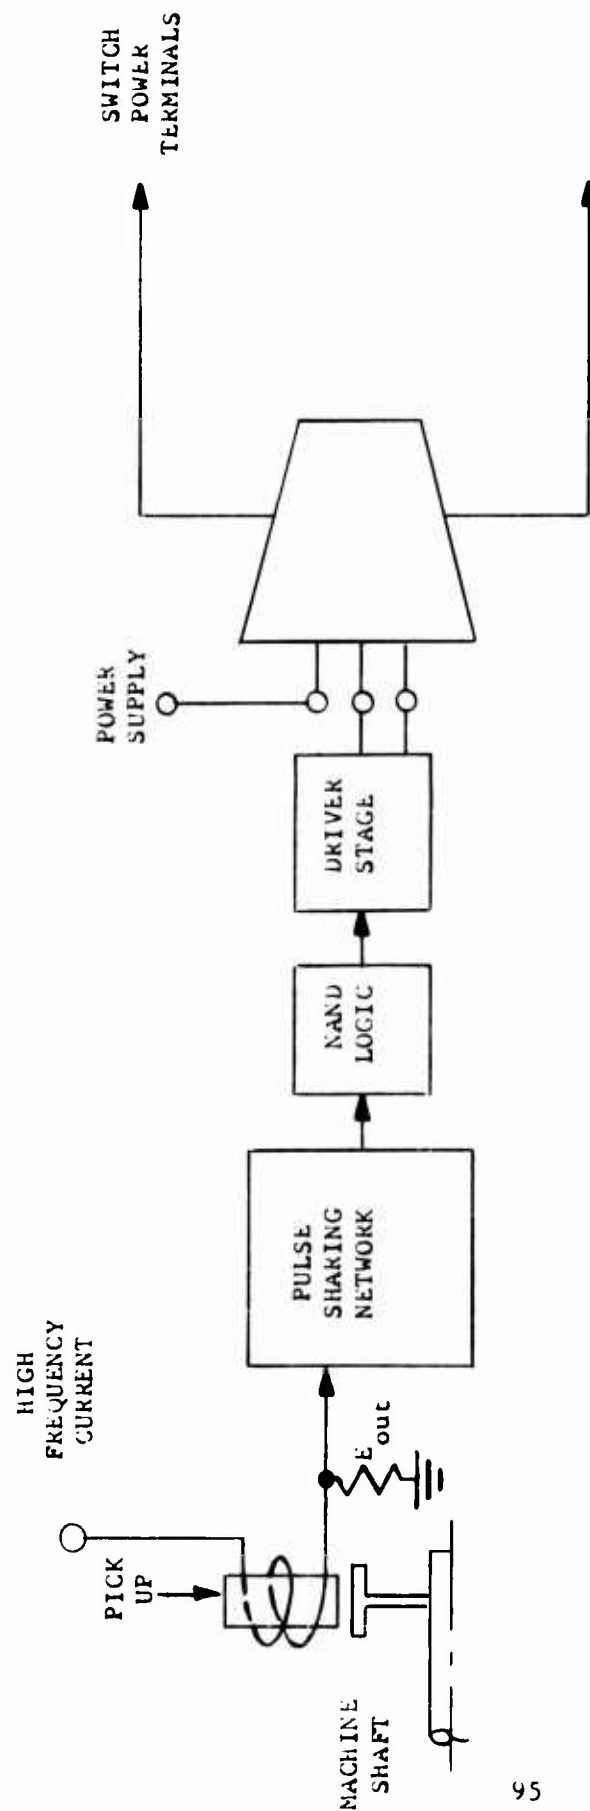 HIGH
FREQUENCY
CURRENT
PICK
UP
MACHINE
SHAFT
E out
PULSE
SHARING
NETWORK
NAND
LOGIC
DRIVER
STAGE
POWER
SUPPLY
SWITCH
POWER
TERMINALS
95